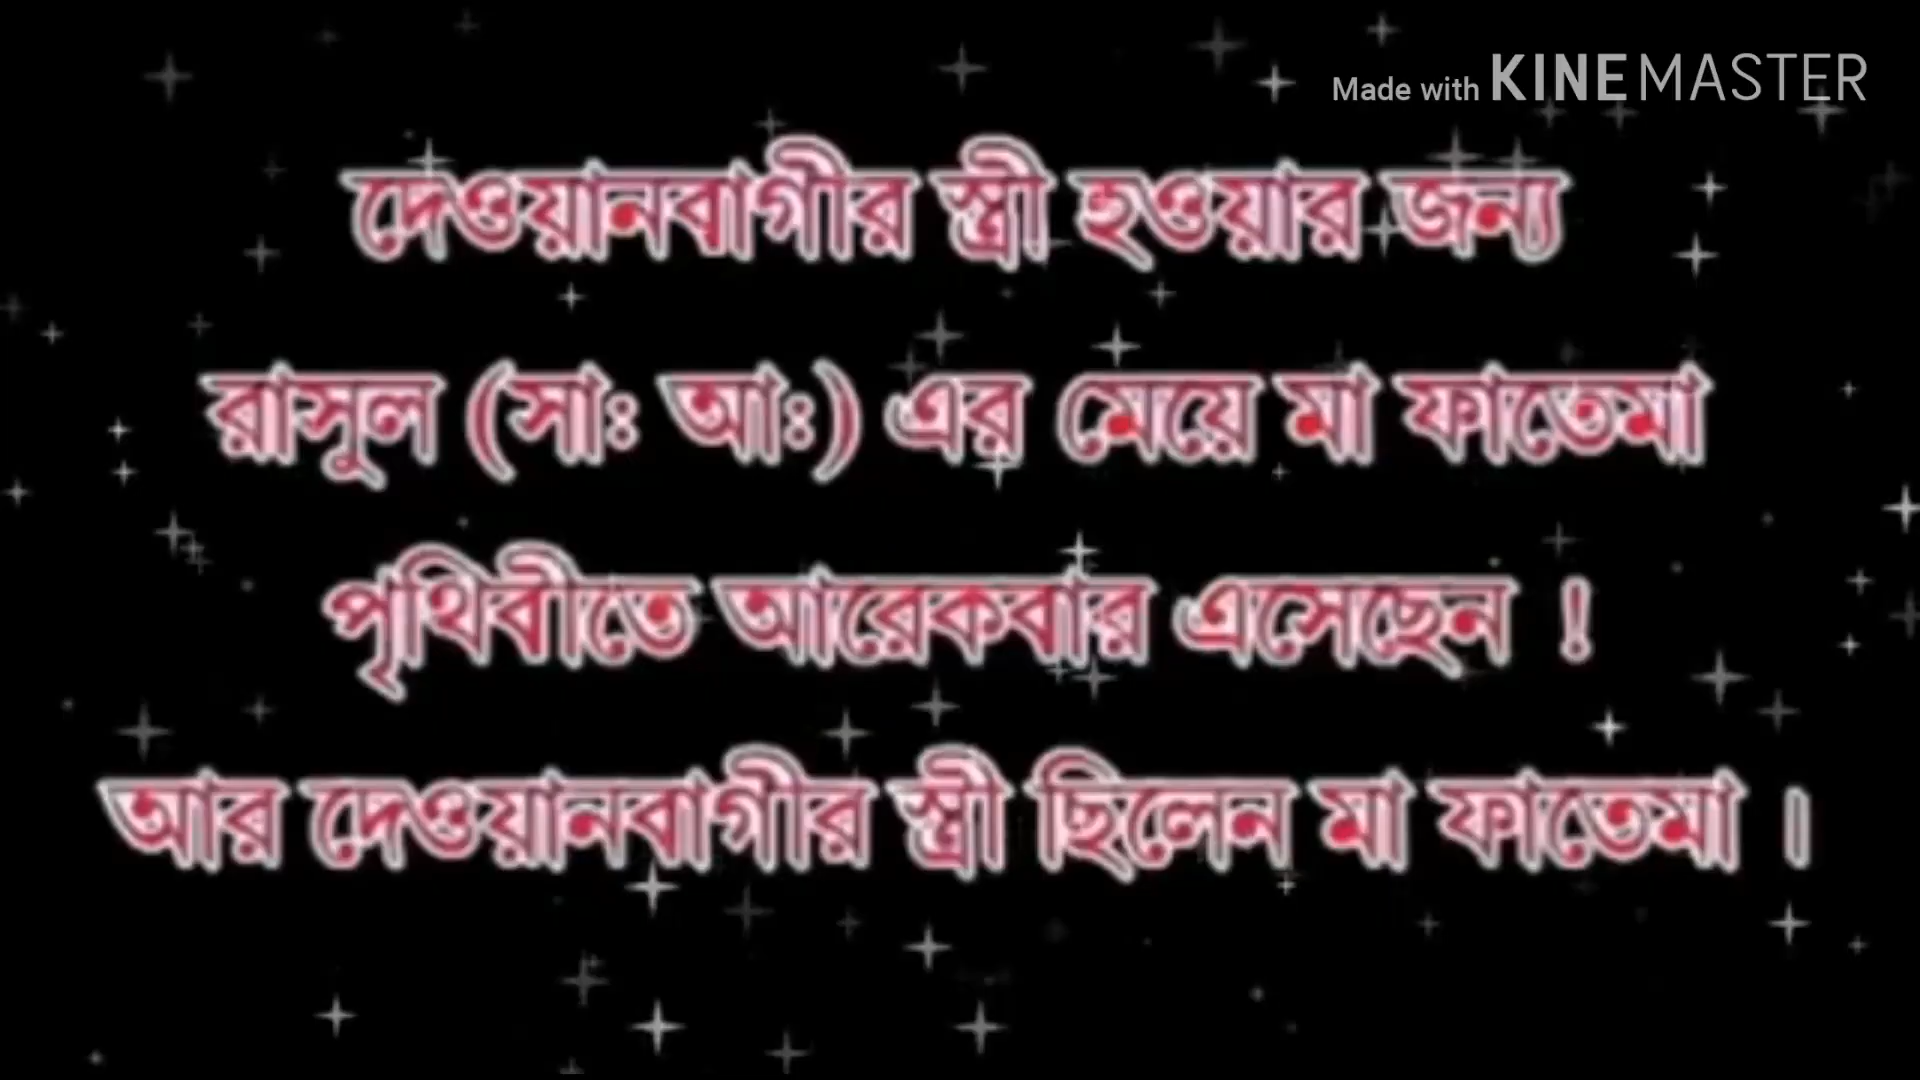 Made with KINEMASTER
দেওয়ানবাগীর স্ত্রী হওয়ার জন্য
রাসুল (সাঃ আঃ) এর মেয়ে মা ফাতেমা
পৃথিবীতে আরেকবার এসেছেন !
আর দেওয়ানবাগীর স্ত্রী ছিলেন মা ফাতেমা ।